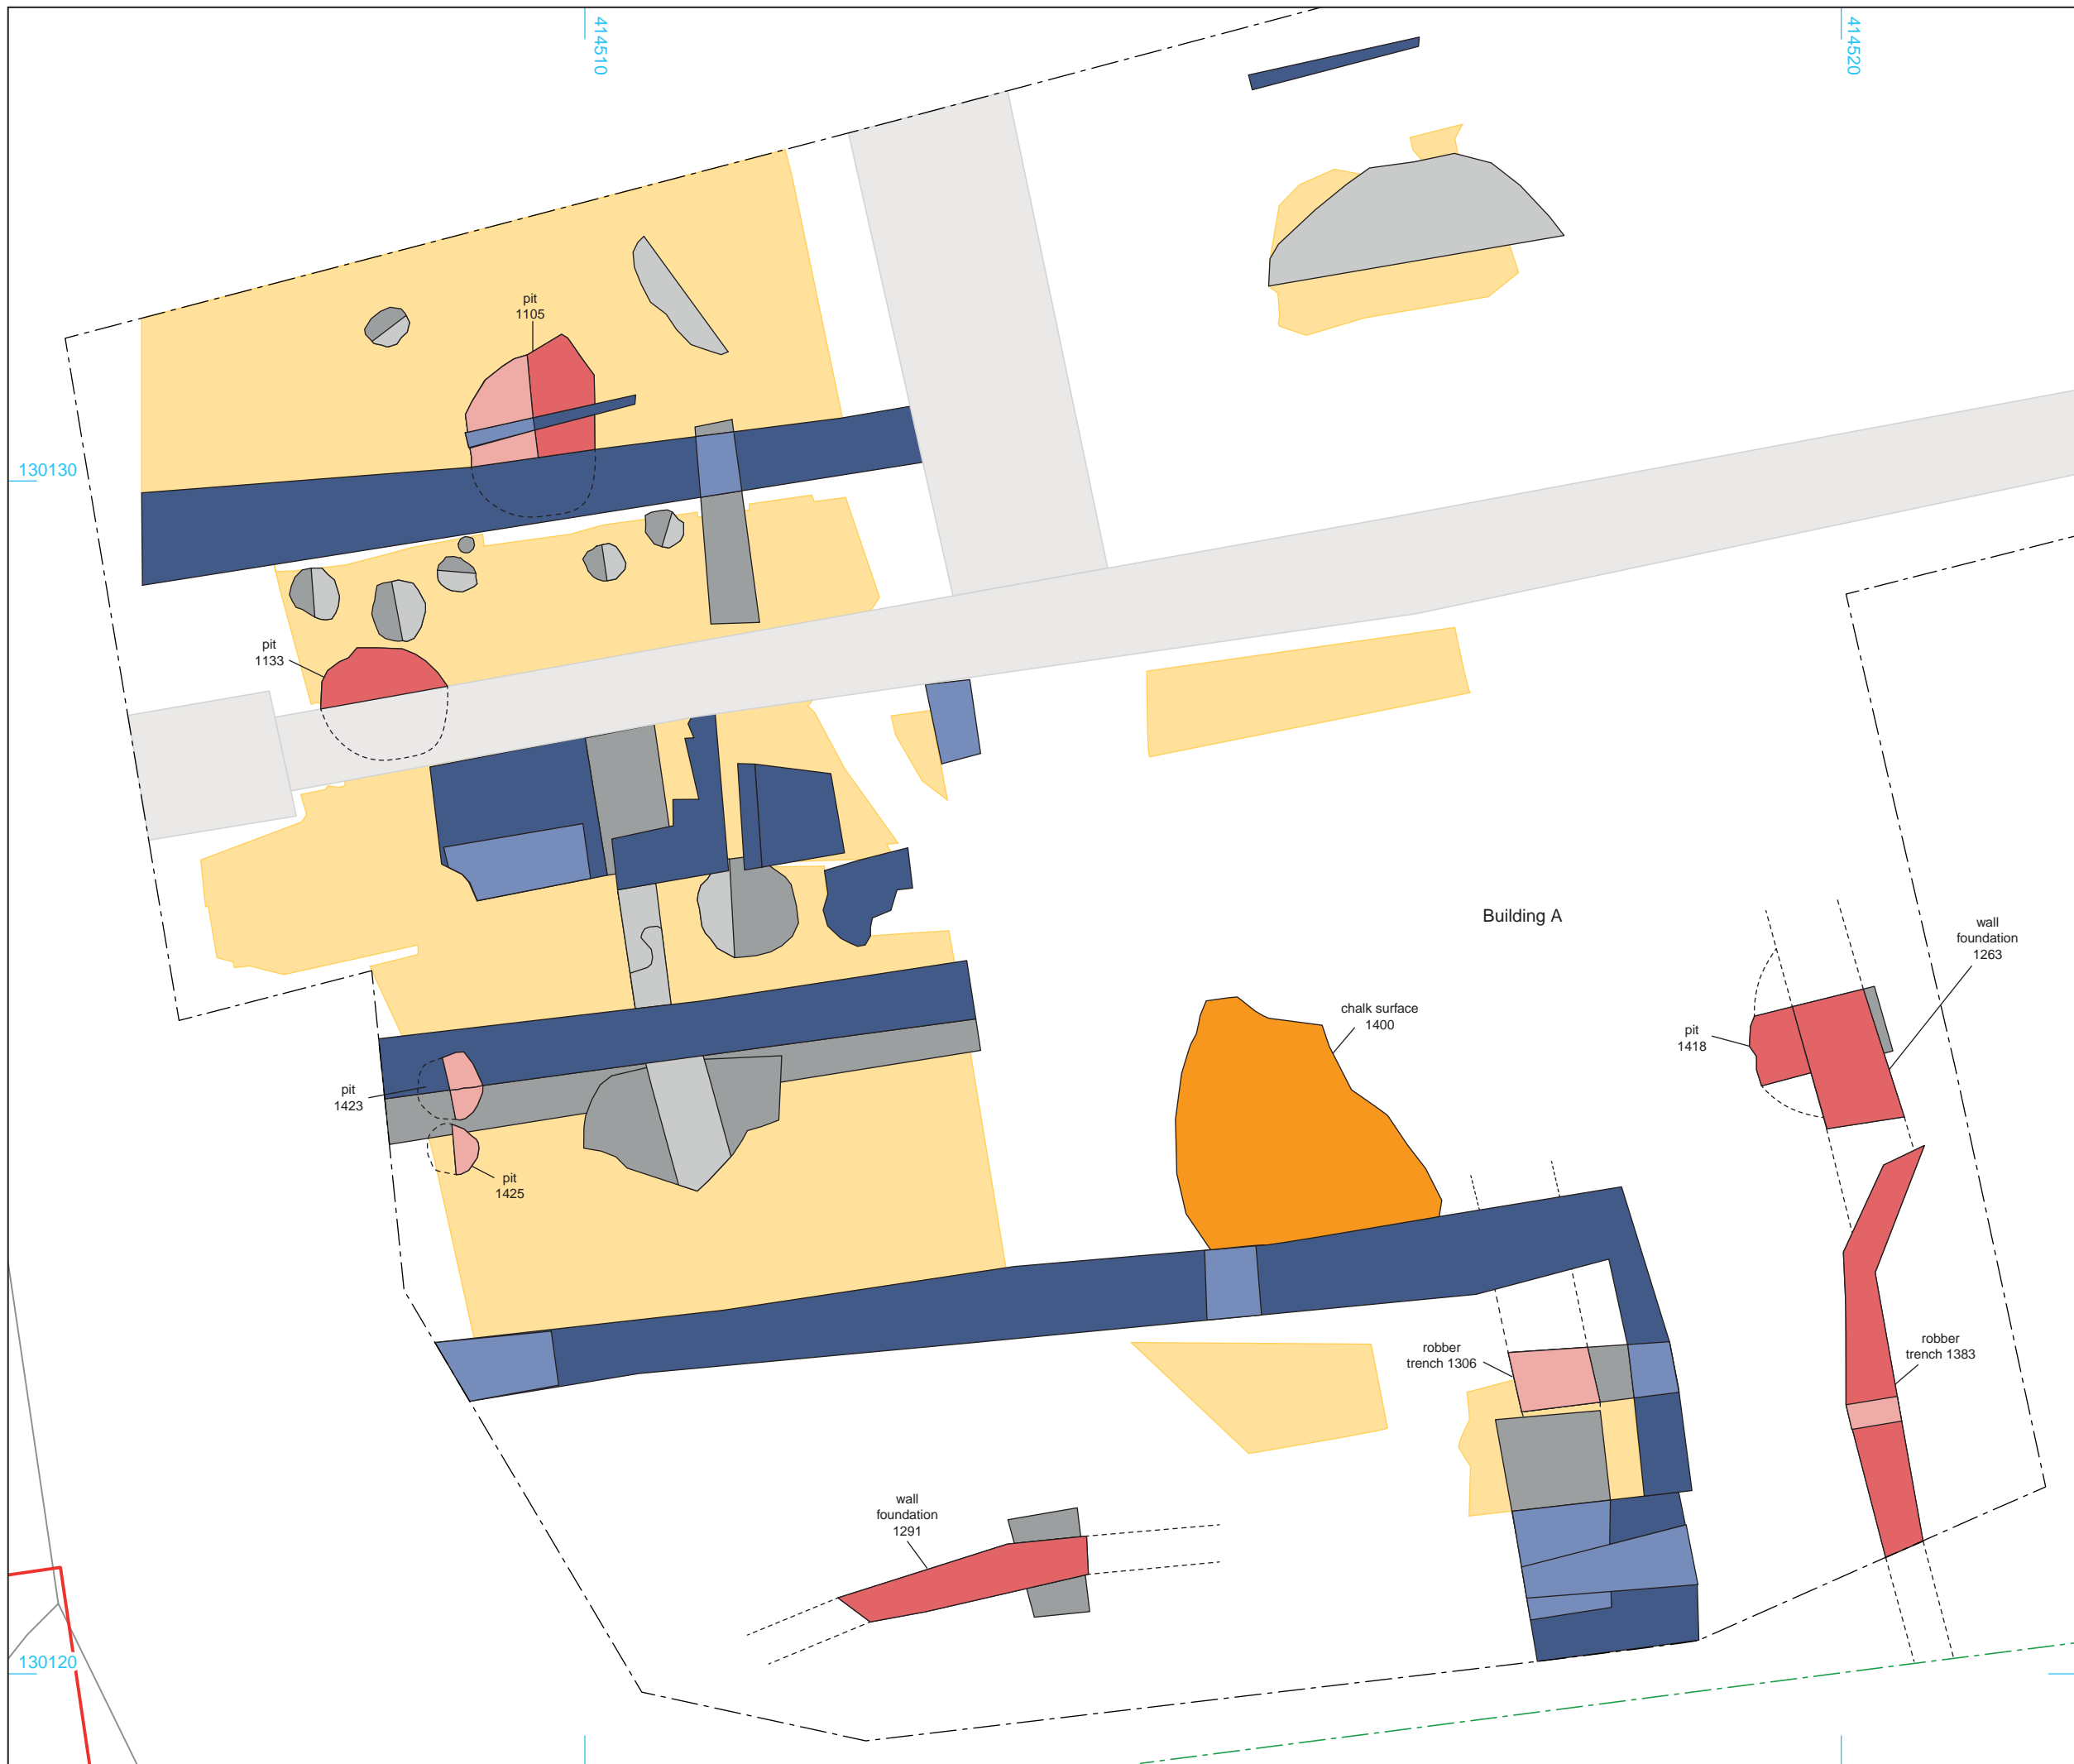 414510
414520
pit
1105
130130
pit
1133
Building A
wall
foundation
1263
chalk surface
1400
pit
1418
pit
1423
pit
1425
robber
trench 1306
robber
trench 1383
wall
foundation
1291
130120